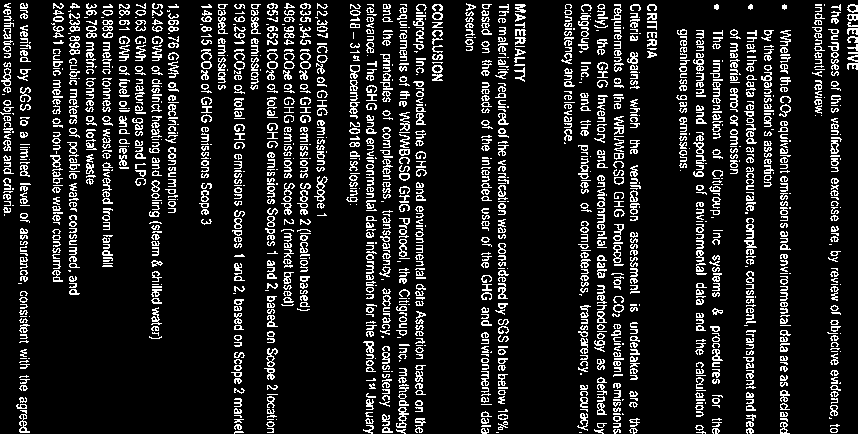 OBJECTIVE
The purposes of this verification exercise are, by review of objective evidence, to
independently review:
• Whether the CO2 equivalent emissions and environmental data are as declared
by the organisation's assertion
• That the data reported are accurate, complete, consistent, transparent and free
of material error or omission
• The implementation of Citigroup, Inc systems & procedures for the
management and reporting of environmental data and the calculation of
greenhouse gas emissions.
CRITERIA
Criteria against which the verification assessment is undertaken are the
requirements of the WRI/WBCSD GHG Protocol (for CO2 equivalent emissions
only), the GHG Inventory and environmental data methodology as defined by
Citigroup, Inc. and the principles of completeness, transparency, accuracy,
consistency and relevance.
MATERIALITY
The materiality required of the verification was considered by SGS to be below 10%,
based on the needs of the intended user of the GHG and environmental data
Assertion
CONCLUSION
Citigroup, Inc. provided the GHG and environmental data Assertion based on the
requirements of the WRI/WBCSD GHG Protocol, the Citigroup, Inc. methodology
and the principles of completeness, transparency, accuracy, consistency and
relevance. The GHG and environmental data information for the period 1st January
2018 – 31st December 2018 disclosing:
22,307 tCO2e of GHG emissions Scope 1
635,345 tCO2e of GHG emissions Scope 2 (location based)
496,984 tCO2e of GHG emissions Scope 2 (market based)
657,652 tCO2e of total GHG emissions Scopes 1 and 2, based on Scope 2 location
based emissions
519,291 tCO2e of total GHG emissions Scopes 1 and 2, based on Scope 2 market
based emissions
149,815 tCO2e of GHG emissions Scope 3
1,368.76 GWh of electricity consumption
52.49 GWh of district heating and cooling (steam & chilled water)
70.63 GWh of natural gas and LPG
28.61 GWh of fuel oil and diesel
10,889 metric tonnes of waste diverted from landfill
36,708 metric tonnes of total waste
4,238,898 cubic meters of potable water consumed, and
240,941 cubic meters of non-potable water consumed
are verified by SGS to a limited level of assurance, consistent with the agreed
verification scope, objectives and criteria.